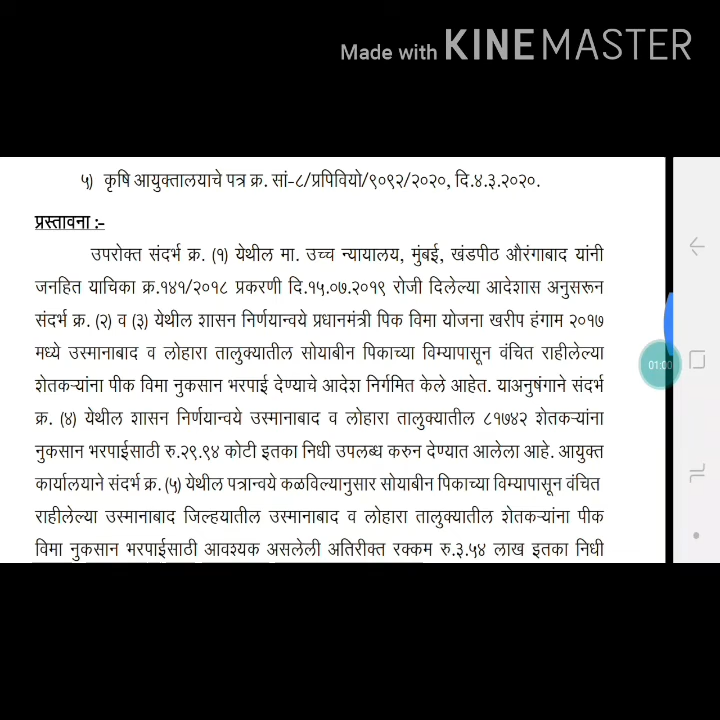 Made with KINEMASTER
५) कृषि आयुक्तालयाचे पत्र क्र. सां-८/प्रपिवियो/९०९२/२०२०, दि.४.३.२०२०.
प्रस्तावना :-
उपरोक्त संदर्भ क्र. (१) येथील मा. उच्च न्यायालय, मुंबई, खंडपीठ औरंगाबाद यांनी
जनहित याचिका क्र.१४१/२०१८ प्रकरणी दि.१५.०७.२०१९ रोजी दिलेल्या आदेशास अनुसरून
संदर्भ क्र. (२) व (३) येथील शासन निर्णयान्वये प्रधानमंत्री पिक विमा योजना खरीप हंगाम २०१७
मध्ये उस्मानाबाद व लोहारा तालुक्यातील सोयाबीन पिकाच्या विम्यापासून वंचित राहीलेल्या
शेतकऱ्यांना पीक विमा नुकसान भरपाई देण्याचे आदेश निर्गमित केले आहेत. याअनुषंगाने संदर्भ
क्र. (४) येथील शासन निर्णयान्वये उस्मानाबाद व लोहारा तालुक्यातील ८१७४२ शेतकऱ्यांना
नुकसान भरपाईसाठी रु.२९.९४ कोटी इतका निधी उपलब्ध करुन देण्यात आलेला आहे. आयुक्त
कार्यालयाने संदर्भ क्र. (५) येथील पत्रान्वये कळविल्यानुसार सोयाबीन पिकाच्या विम्यापासून वंचित
राहीलेल्या उस्मानाबाद जिल्हयातील उस्मानाबाद व लोहारा तालुक्यातील शेतकऱ्यांना पीक
विमा नुकसान भरपाईसाठी आवश्यक असलेली अतिरीक्त रक्कम रु.३.५४ लाख इतका निधी
01:00